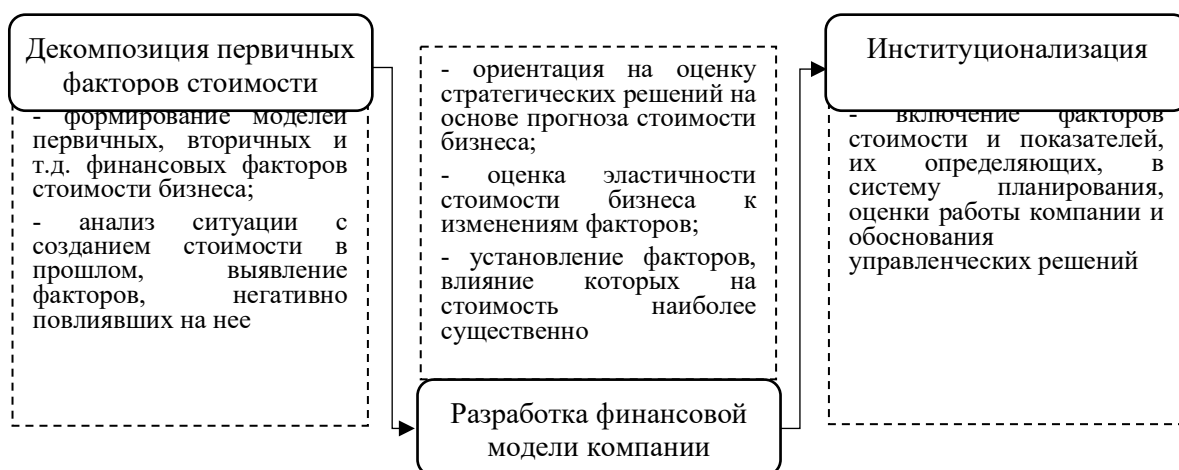 Декомпозиция первичных
факторов стоимости
- формирование моделей
первичных, вторичных и
т.д. финансовых факторов
стоимости бизнеса;
- анализ ситуации с
созданием стоимости в
прошлом, выявление
факторов, негативно
повлиявших на нее
- ориентация на оценку
стратегических решений на
основе прогноза стоимости
бизнеса;
- оценка эластичности
стоимости бизнеса к
изменениям факторов;
- установление факторов,
влияние которых на
стоимость наиболее
существенно
Разработка финансовой
модели компании
Институционализация
- включение факторов
стоимости и показателей,
их определяющих, в
систему планирования,
оценки работы компании и
обоснования
управленческих решений